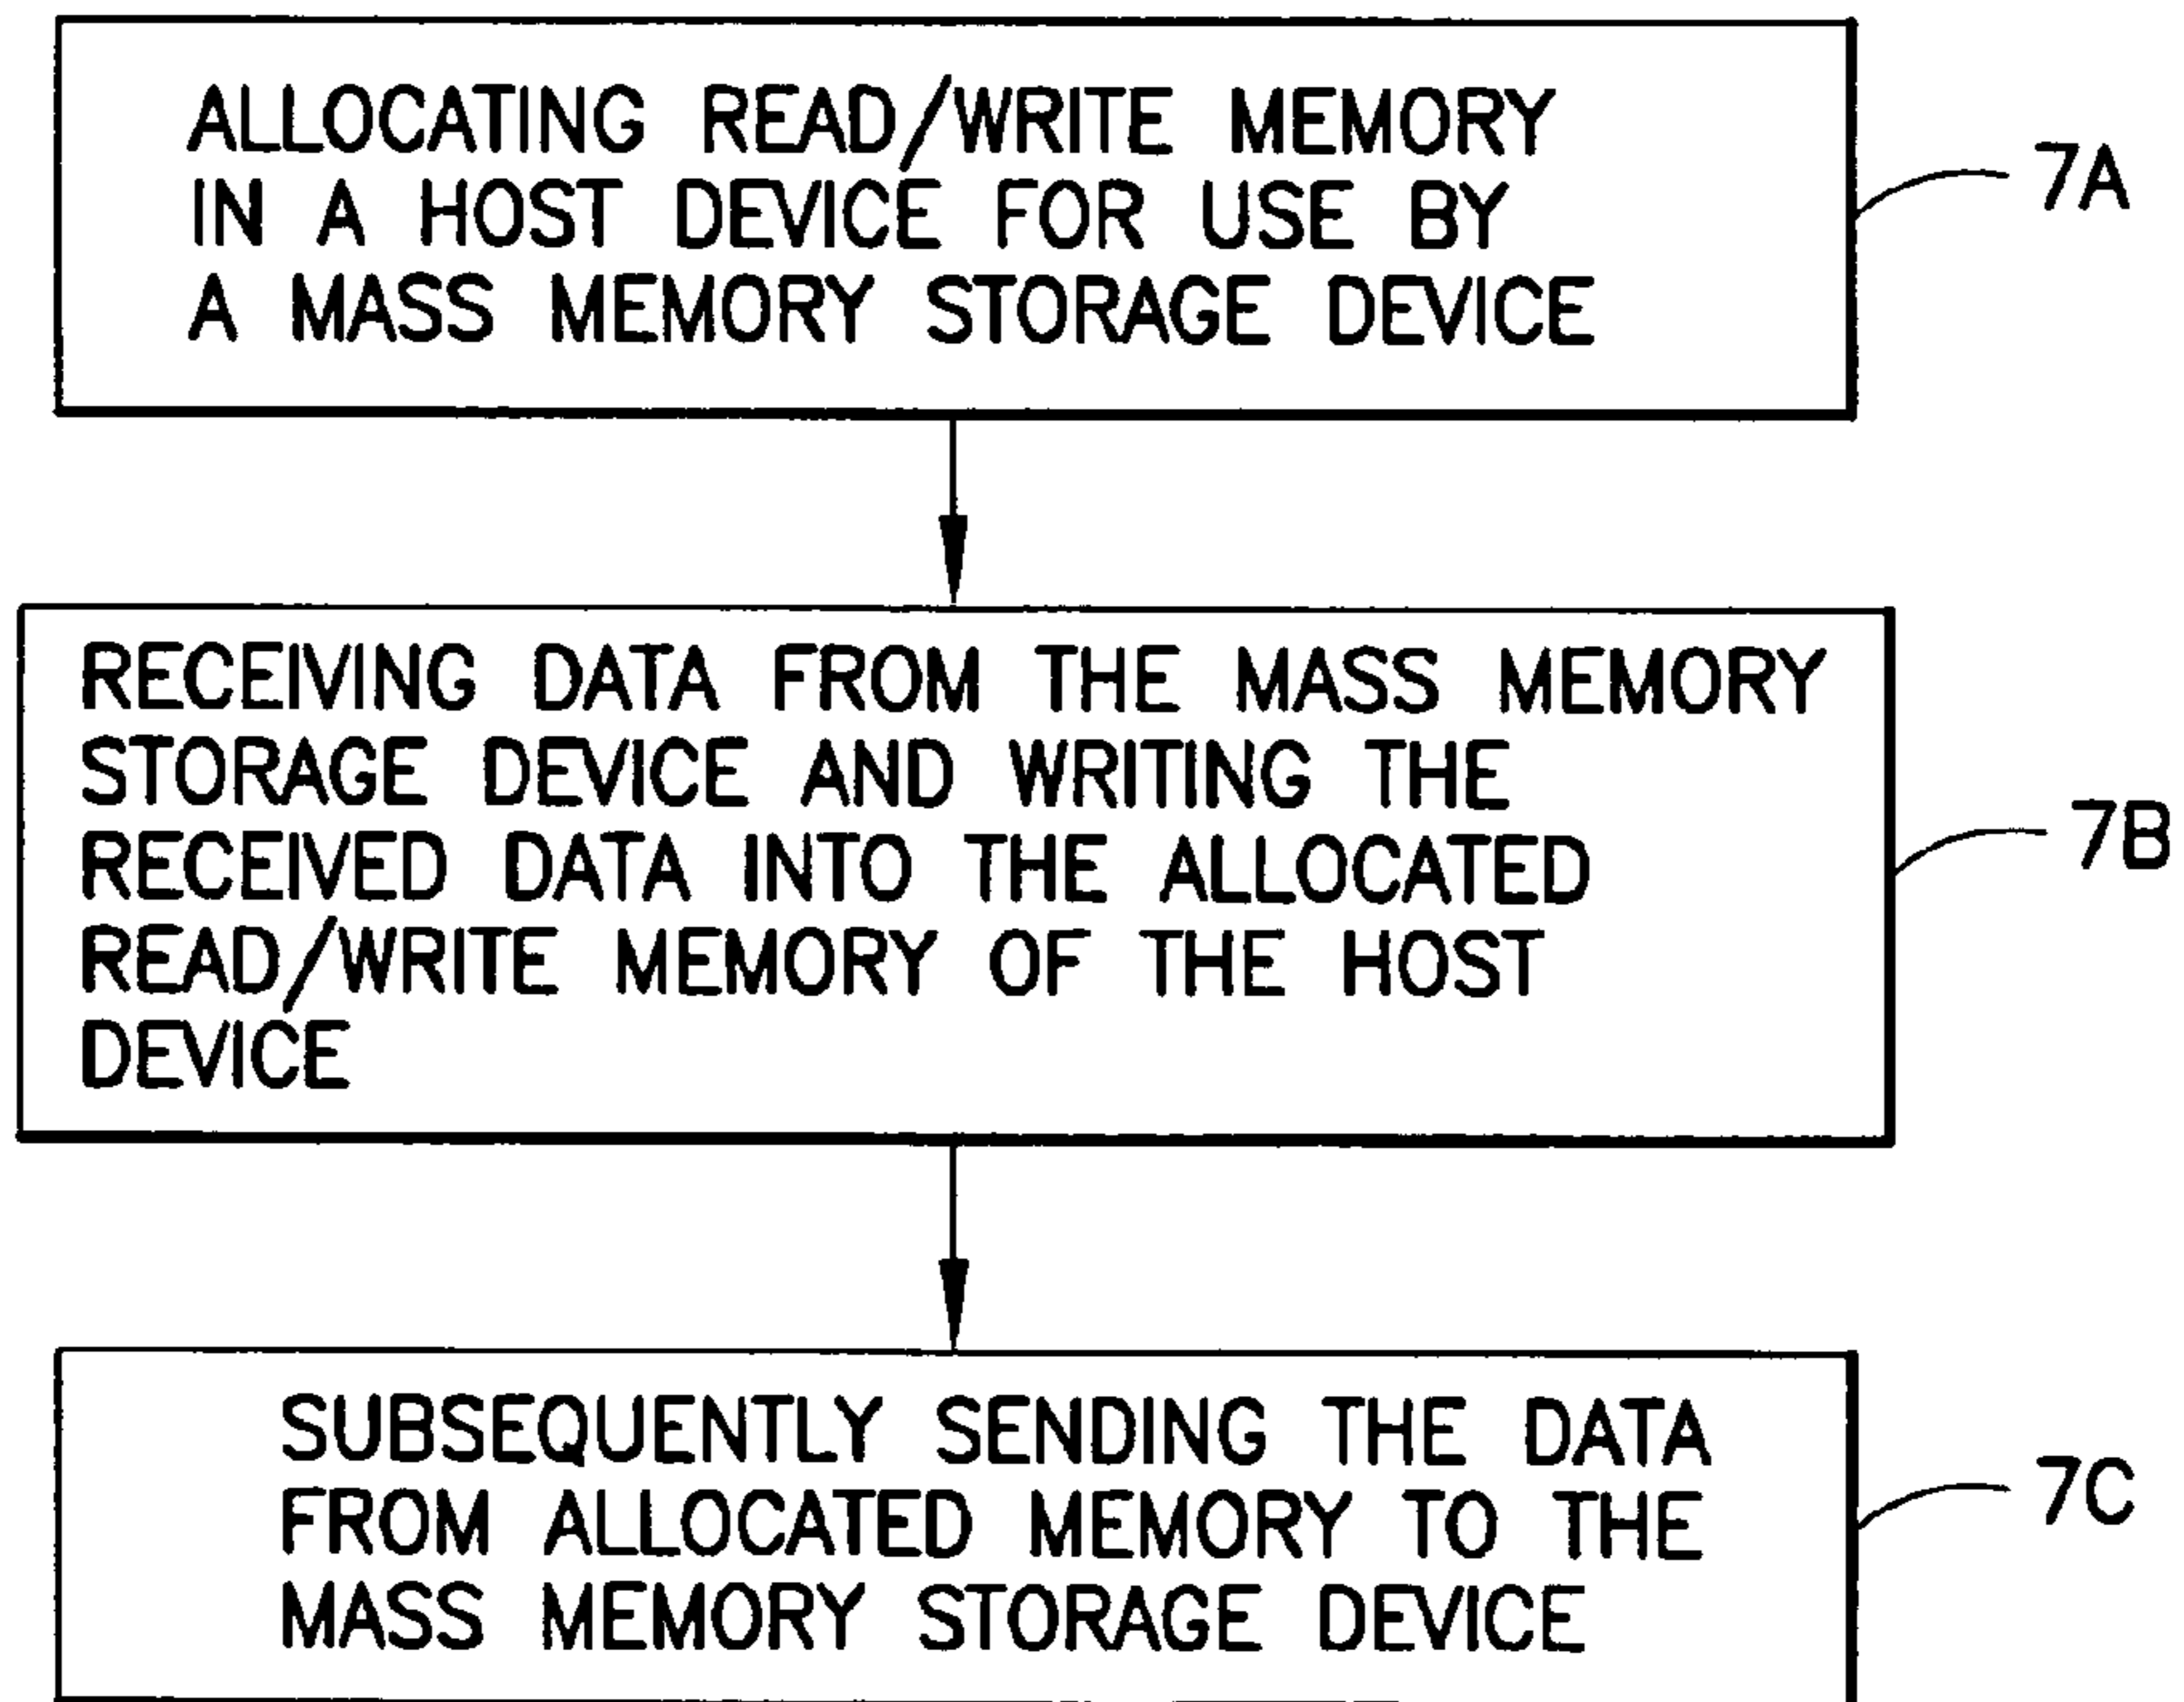 ALLOCATING READ/WRITE MEMORY
IN A HOST DEVICE FOR USE BY
A MASS MEMORY STORAGE DEVICE
7A
RECEIVING DATA FROM THE MASS MEMORY
STORAGE DEVICE AND WRITING THE
RECEIVED DATA INTO THE ALLOCATED
READ/WRITE MEMORY OF THE HOST
DEVICE
7B
SUBSEQUENTLY SENDING THE DATA
FROM ALLOCATED MEMORY TO THE
MASS MEMORY STORAGE DEVICE
7C